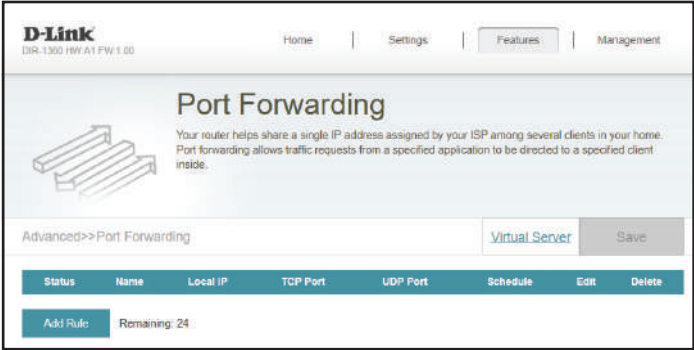 D-Link
DIR-1360 HW:A1 FW:1.00
Home | Settings | Features | Management
Port Forwarding
Your router helps share a single IP address assigned by your ISP among several clients in your home.
Port forwarding allows traffic requests from a specified application to be directed to a specified client
inside.
Advanced>>Port Forwarding
Virtual Server
Save
Status Name Local IP TCP Port UDP Port Schedule Edit Delete
Add Rule Remaining: 24